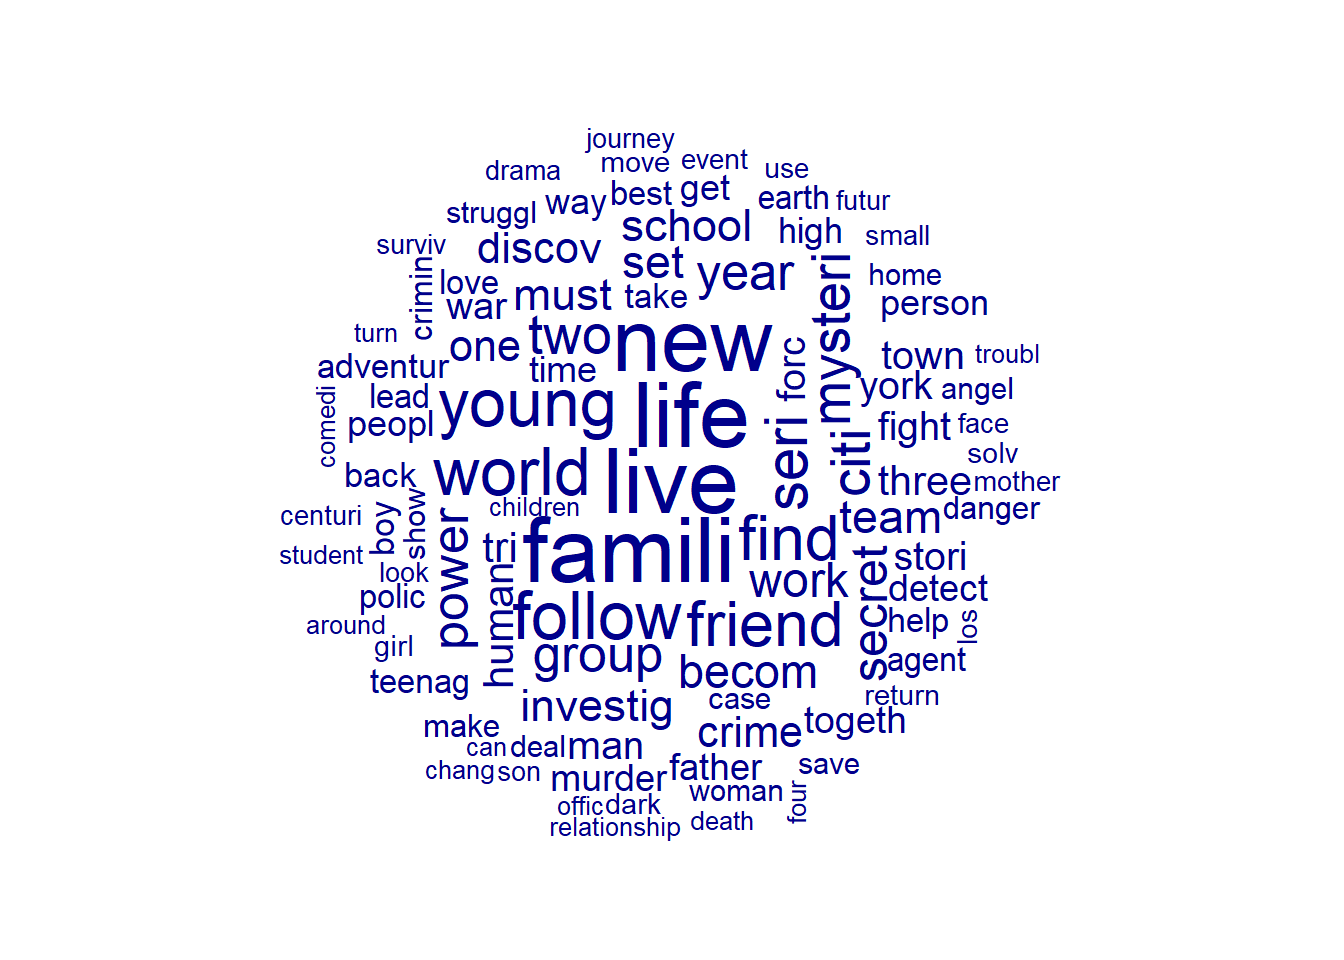 journey
drama
move
event
use
struggl
way
best
get
earth
futur
surviv
discov
school
high
small
crimin
love
war
must
set
take
year
mysteri
home
person
turn
one
two
new
forc
town
troubl
adventur
time
york
angel
comedi
lead
peopl
young
life
seri
citi
fight
face
solv
back
world
live
three
mother
centuri
boy
show
children
team
danger
student
look
power
tri
famili
find
secret
stori
polic
human
work
detect
around
girl
follow
friend
help
los
teenag
group
becom
agent
make
investig
case
return
can
deal
man
crime
togeth
chang
son
murder
father
save
offic
dark
woman
four
relationship
death